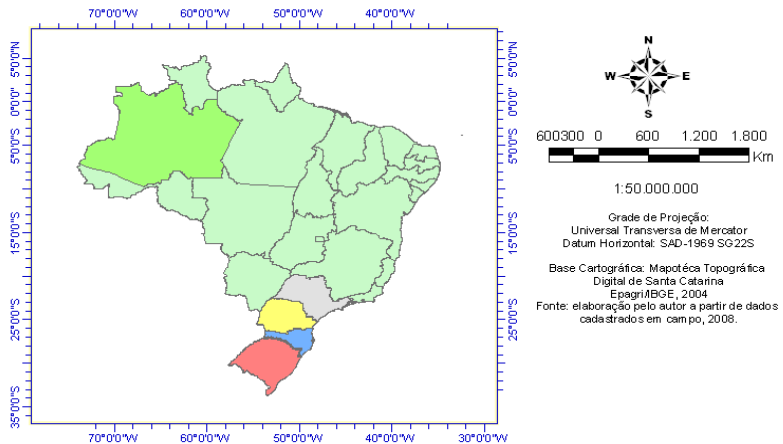 70°0'0"W 60°0'0"W 50°0'0"W 40°0'0"W
5°0'0"N 5°0'0"N
0°0'0" 0°0'0"
5°0'0"S 5°0'0"S
15°0'0"S 15°0'0"S
25°0'0"S 25°0'0"S
35°0'0"S 35°0'0"S
70°0'0"W 60°0'0"W 50°0'0"W 40°0'0"W 30°0'0"W
N
W E
S
600300 0 600 1.200 1.800
Km
1:50.000.000
Grade de Projeção:
Universal Transversa de Mercator
Datum Horizontal: SAD-1969 SG22S
Base Cartográfica: Mapotéca Topográfica
Digital de Santa Catarina
Epagri/IBGE, 2004
Fonte: elaboração pelo autor a partir de dados
cadastrados em campo, 2008.